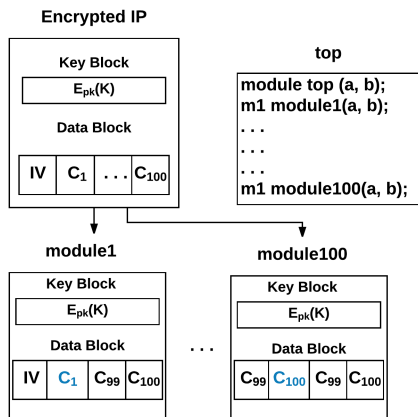 Encrypted IP
Key Block
Epk(K)
Data Block
IV C1 ... C100
top
module top (a, b);
m1 module1(a, b);
...
...
...
m1 module100(a, b);
module1
Key Block
Epk(K)
Data Block
IV C1 C99 C100
...
module100
Key Block
Epk(K)
Data Block
C99 C100 C99 C100